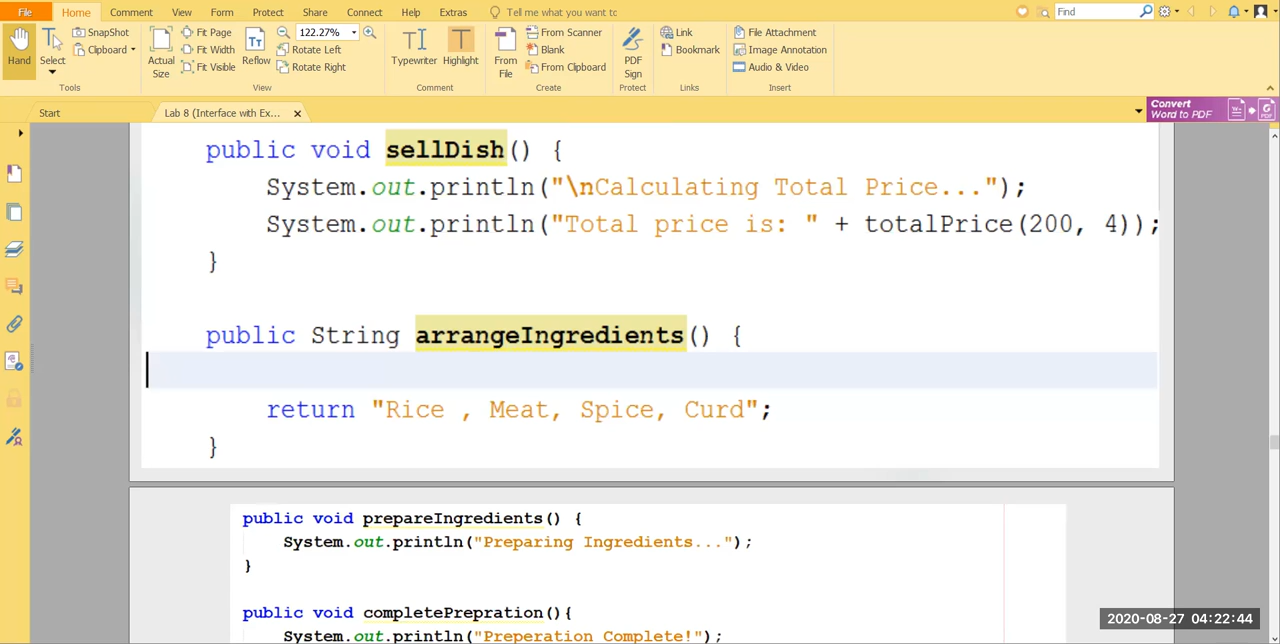 File Home Comment View Form Protect Share Connect Help Extras Tell me what you want tc Find
SnapShot Fit Page 122.27% From Scanner Link File Attachment
Clipboard Fit Width Rotate Left Blank Bookmark Image Annotation
Hand Select Actual Size Fit Visible Reflow Rotate Right Typewriter Highlight From File From Clipboard PDF Sign Audio & Video
Tools View Comment Create Protect Links Insert
Start Lab 8 (Interface with Ex... Convert
Word to PDF
public void sellDish() {
System.out.println("\nCalculating Total Price...");
System.out.println("Total price is: " + totalPrice(200, 4));
}
public String arrangeIngredients() {
return "Rice , Meat, Spice, Curd";
}
public void prepareIngredients() {
System.out.println("Preparing Ingredients...");
}
public void completePrepration(){
System.out.println("Preperation Complete!");
2020-08-27 04:22:44